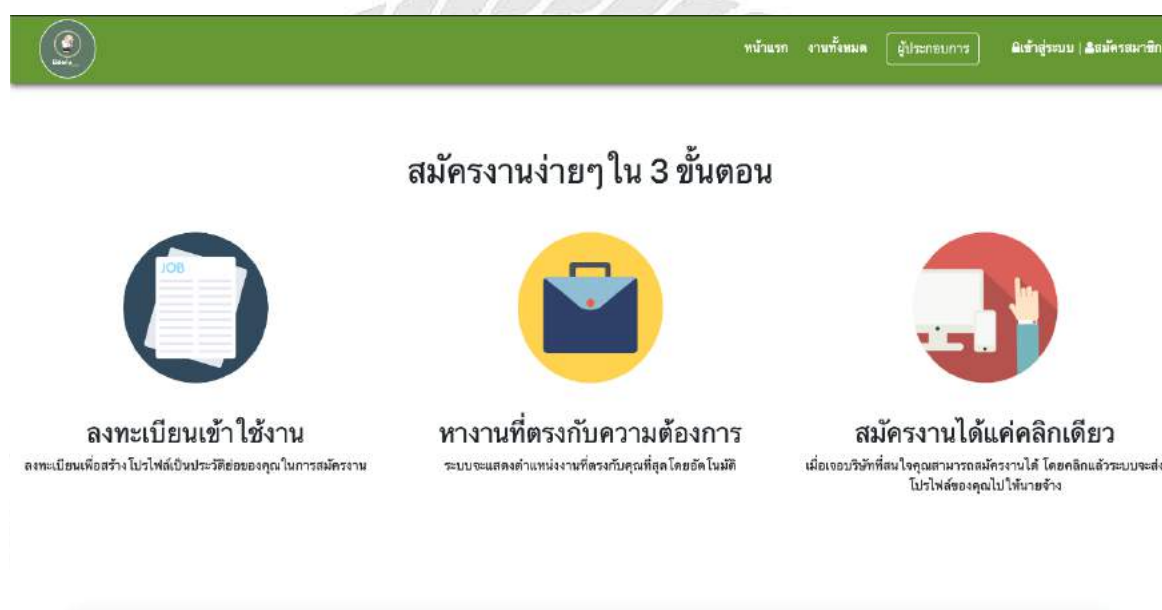 หน้าแรก งานทั้งหมด ผู้ประกอบการ เข้าสู่ระบบ | สมัครสมาชิก
สมัครงานง่ายๆ ใน 3 ขั้นตอน
JOB
ลงทะเบียนเข้าใช้งาน
ลงทะเบียนเพื่อสร้างโปรไฟล์เป็นประวัติย่อของคุณในการสมัครงาน
หางานที่ตรงกับความต้องการ
ระบบจะแสดงตำแหน่งงานที่ตรงกับคุณที่สุดโดยอัตโนมัติ
สมัครงานได้แค่คลิกเดียว
เมื่อเจอบริษัทที่สนใจคุณสามารถสมัครงานได้ โดยคลิกแล้วระบบจะส่ง
โปรไฟล์ของคุณไปให้นายจ้าง